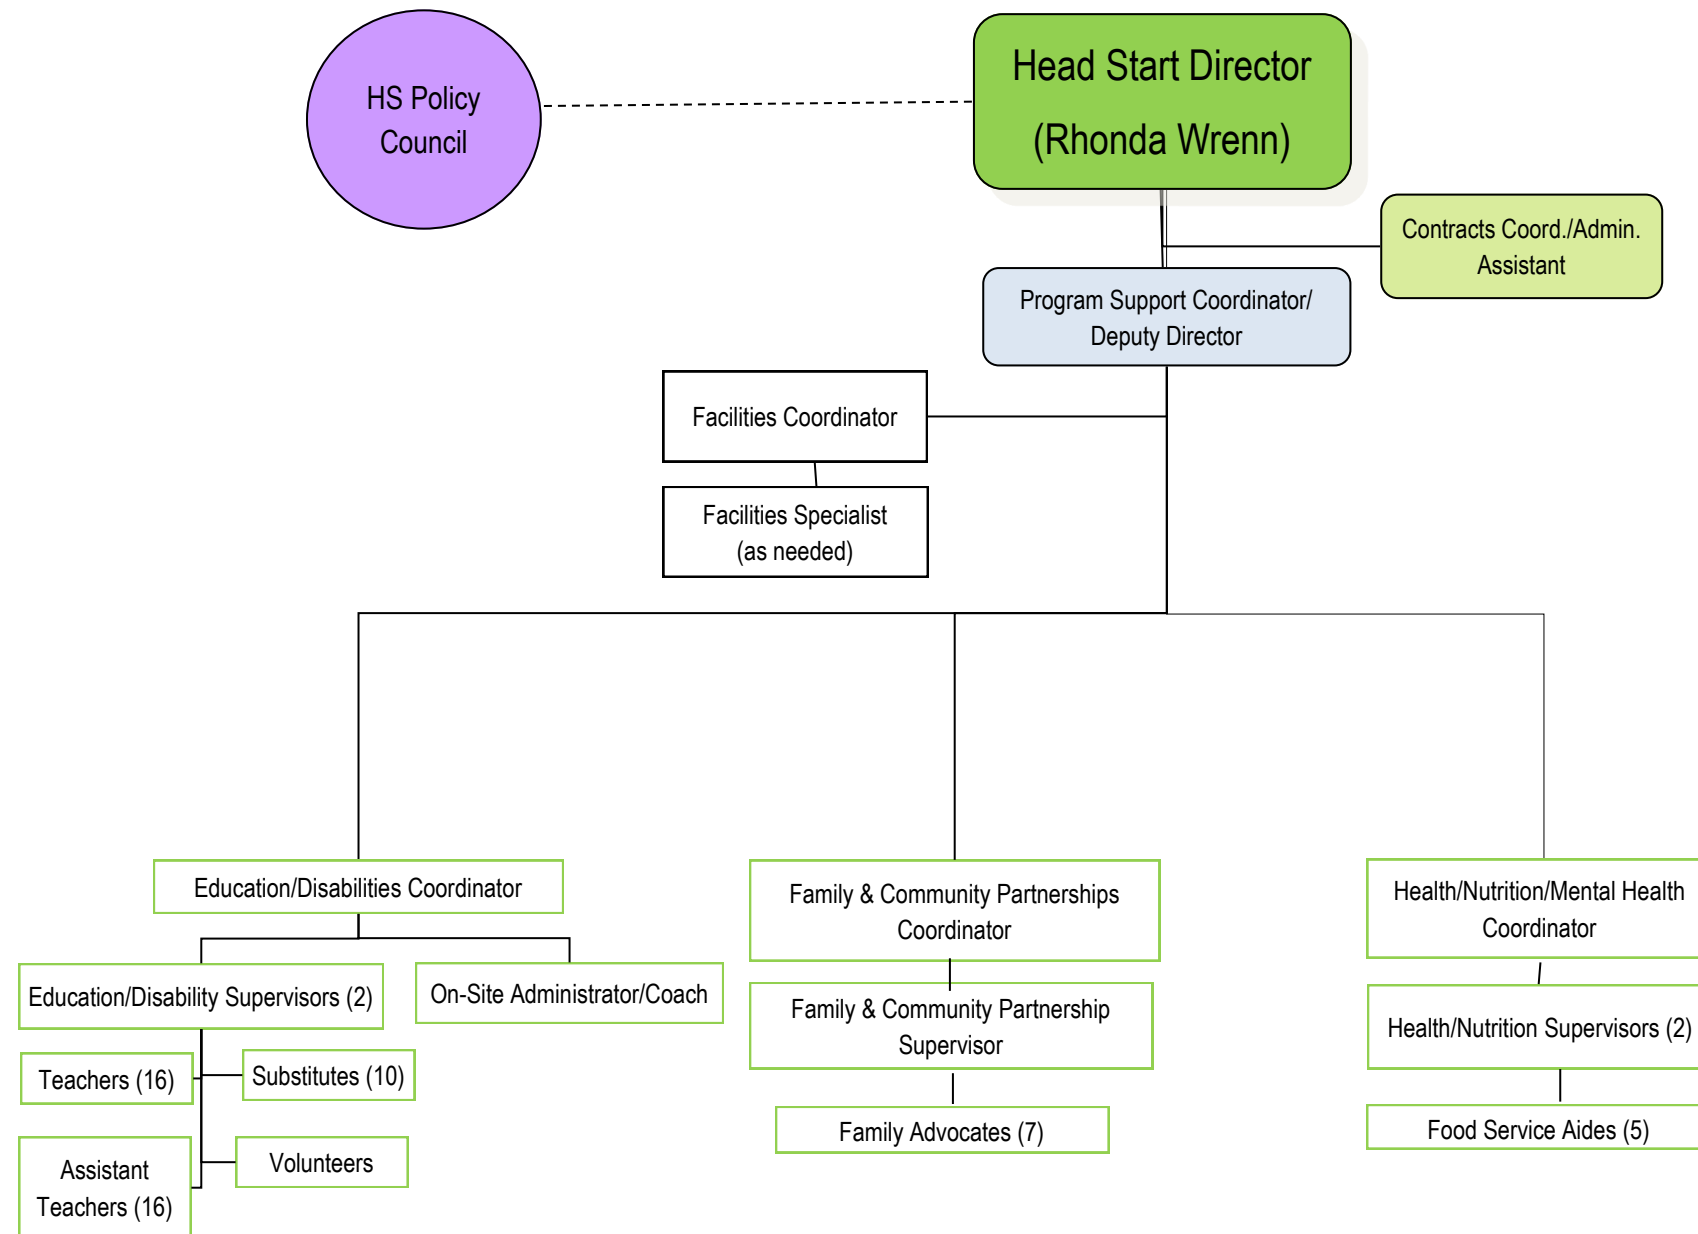 HS Policy
Council
Head Start Director
(Rhonda Wrenn)
Contracts Coord./Admin.
Assistant
Program Support Coordinator/
Deputy Director
Facilities Coordinator
Facilities Specialist
(as needed)
Education/Disabilities Coordinator
Family & Community Partnerships
Coordinator
Health/Nutrition/Mental Health
Coordinator
Education/Disability Supervisors (2)
On-Site Administrator/Coach
Family & Community Partnership
Supervisor
Health/Nutrition Supervisors (2)
Teachers (16)
Substitutes (10)
Family Advocates (7)
Food Service Aides (5)
Assistant
Teachers (16)
Volunteers